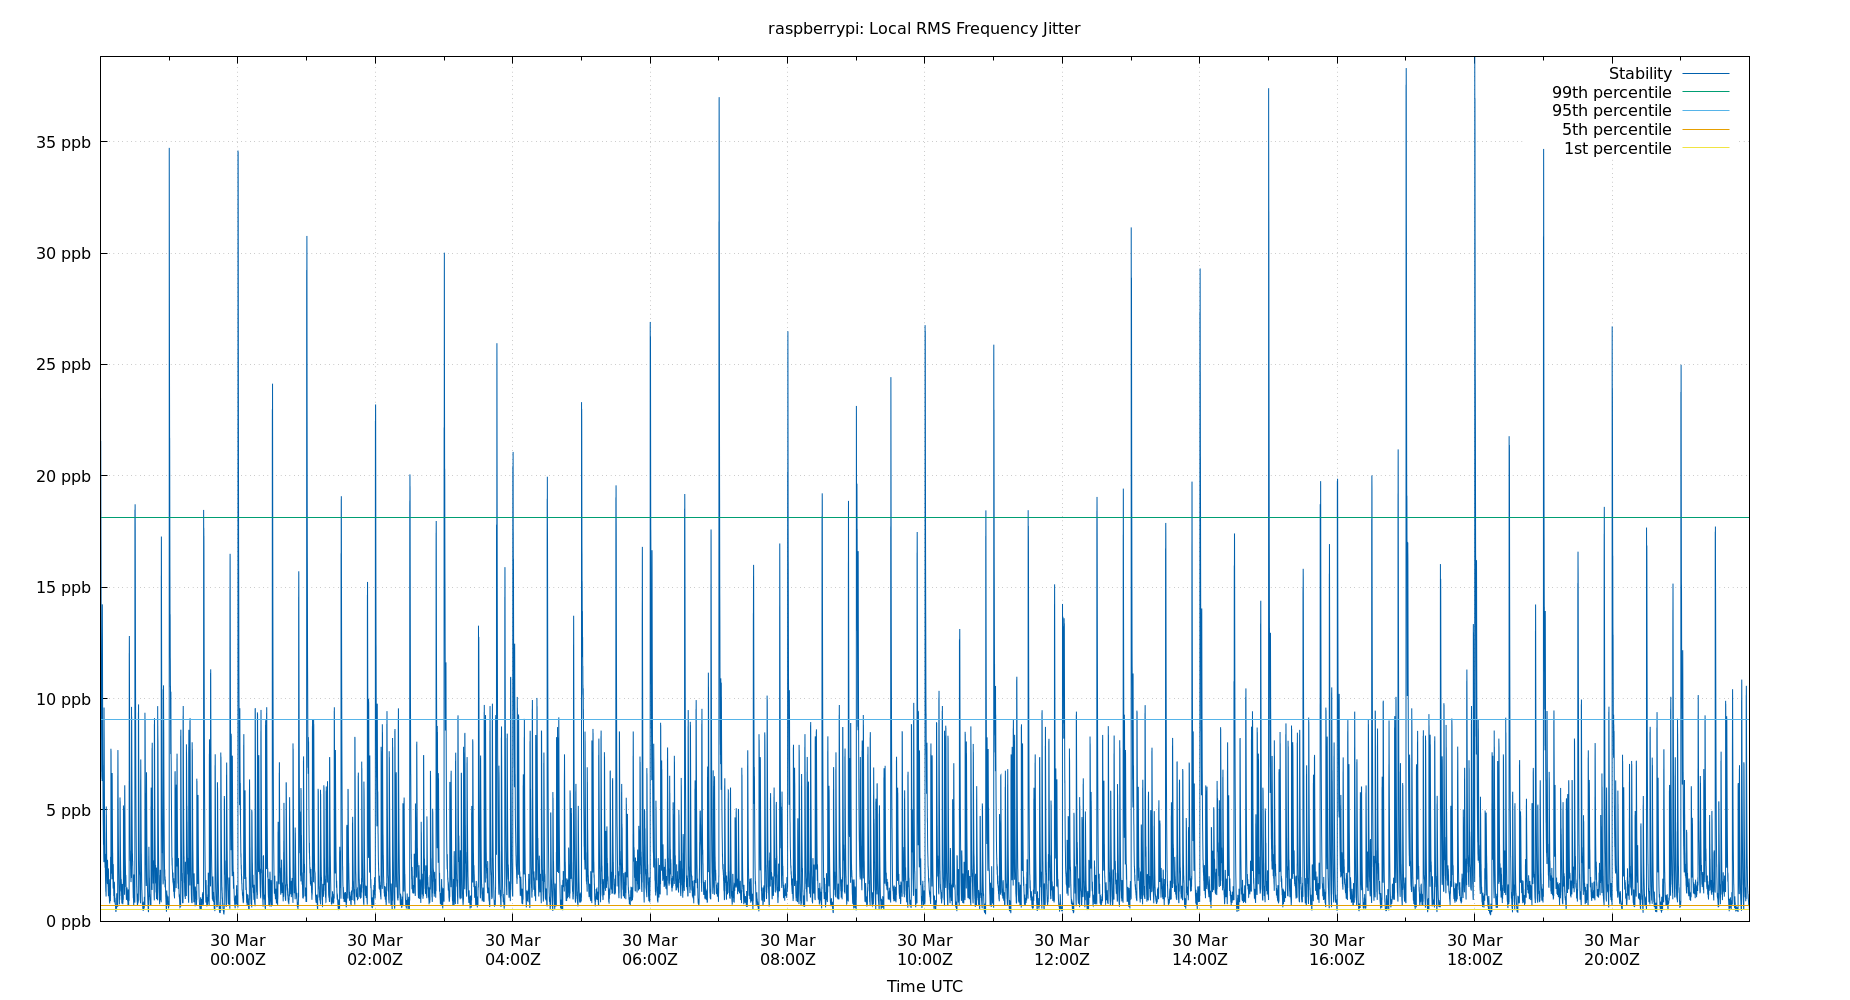 raspberrypi: Local RMS Frequency Jitter
Stability
99th percentile
95th percentile
5th percentile
1st percentile
35 ppb
30 ppb
25 ppb
20 ppb
15 ppb
10 ppb
5 ppb
0 ppb
30 Mar 30 Mar 30 Mar 30 Mar 30 Mar 30 Mar 30 Mar 30 Mar 30 Mar 30 Mar 30 Mar
00:00Z 02:00Z 04:00Z 06:00Z 08:00Z 10:00Z 12:00Z 14:00Z 16:00Z 18:00Z 20:00Z
Time UTC